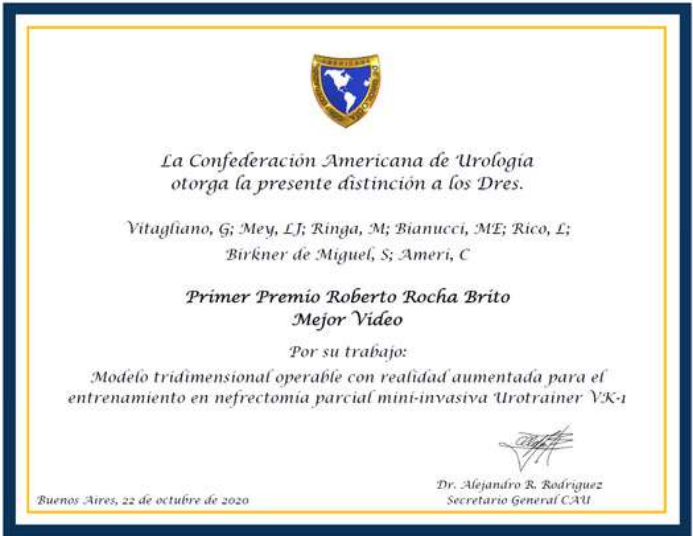 La Confederación Americana de Urología
otorga la presente distinción a los Dres.
Vitagliano, G; Mey, LJ; Ringa, M; Bianucci, ME; Rico, L;
Birkner de Miguel, S; Ameri, C
Primer Premio Roberto Rocha Brito
Mejor Video
Por su trabajo:
Modelo tridimensional operable con realidad aumentada para el
entrenamiento en nefrectomía parcial mini-invasiva Urotrainer VK-1
Dr. Alejandro R. Rodríguez
Buenos Aires, 22 de octubre de 2020
Secretario General CAU